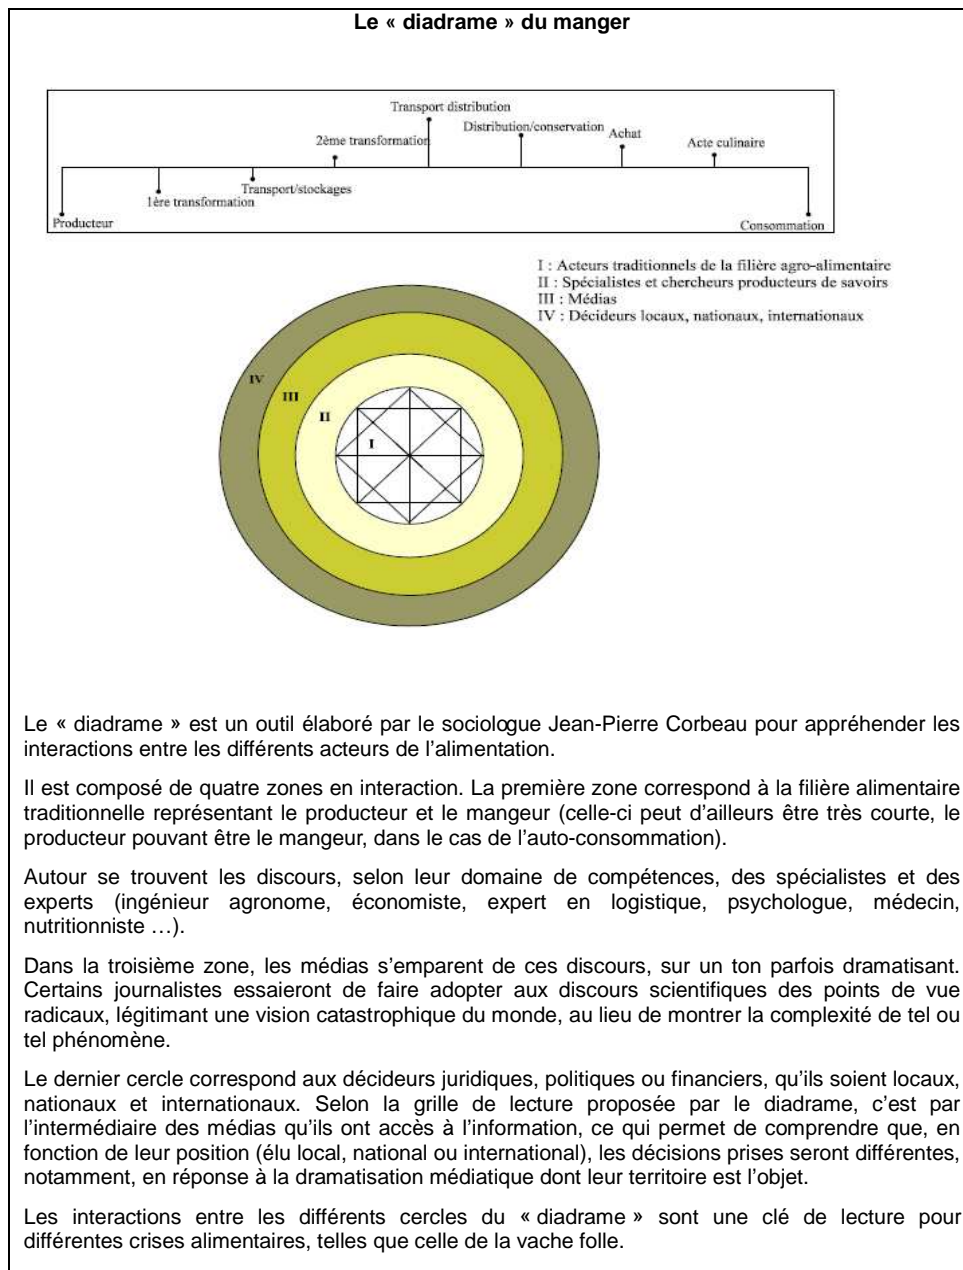 Le « diadrame » du manger
Transport distribution
2ème transformation
Distribution/conservation
Achat
Acte culinaire
1ère transformation
Transport/stockages
Producteur
Consommation
I : Acteurs traditionnels de la filière agro-alimentaire
II : Spécialistes et chercheurs producteurs de savoirs
III : Médias
IV : Décideurs locaux, nationaux, internationaux
IV
III
II
I
Le « diadrame » est un outil élaboré par le sociologue Jean-Pierre Corbeau pour appréhender les
interactions entre les différents acteurs de l'alimentation.
Il est composé de quatre zones en interaction. La première zone correspond à la filière alimentaire
traditionnelle représentant le producteur et le mangeur (celle-ci peut d'ailleurs être très courte, le
producteur pouvant être le mangeur, dans le cas de l'auto-consommation).
Autour se trouvent les discours, selon leur domaine de compétences, des spécialistes et des
experts (ingénieur agronome, économiste, expert en logistique, psychologue, médecin,
nutritionniste …).
Dans la troisième zone, les médias s'emparent de ces discours, sur un ton parfois dramatisant.
Certains journalistes essaieront de faire adopter aux discours scientifiques des points de vue
radicaux, légitimant une vision catastrophique du monde, au lieu de montrer la complexité de tel ou
tel phénomène.
Le dernier cercle correspond aux décideurs juridiques, politiques ou financiers, qu'ils soient locaux,
nationaux et internationaux. Selon la grille de lecture proposée par le diadrame, c'est par
l'intermédiaire des médias qu'ils ont accès à l'information, ce qui permet de comprendre que, en
fonction de leur position (élu local, national ou international), les décisions prises seront différentes,
notamment, en réponse à la dramatisation médiatique dont leur territoire est l'objet.
Les interactions entre les différents cercles du « diadrame » sont une clé de lecture pour
différentes crises alimentaires, telles que celle de la vache folle.